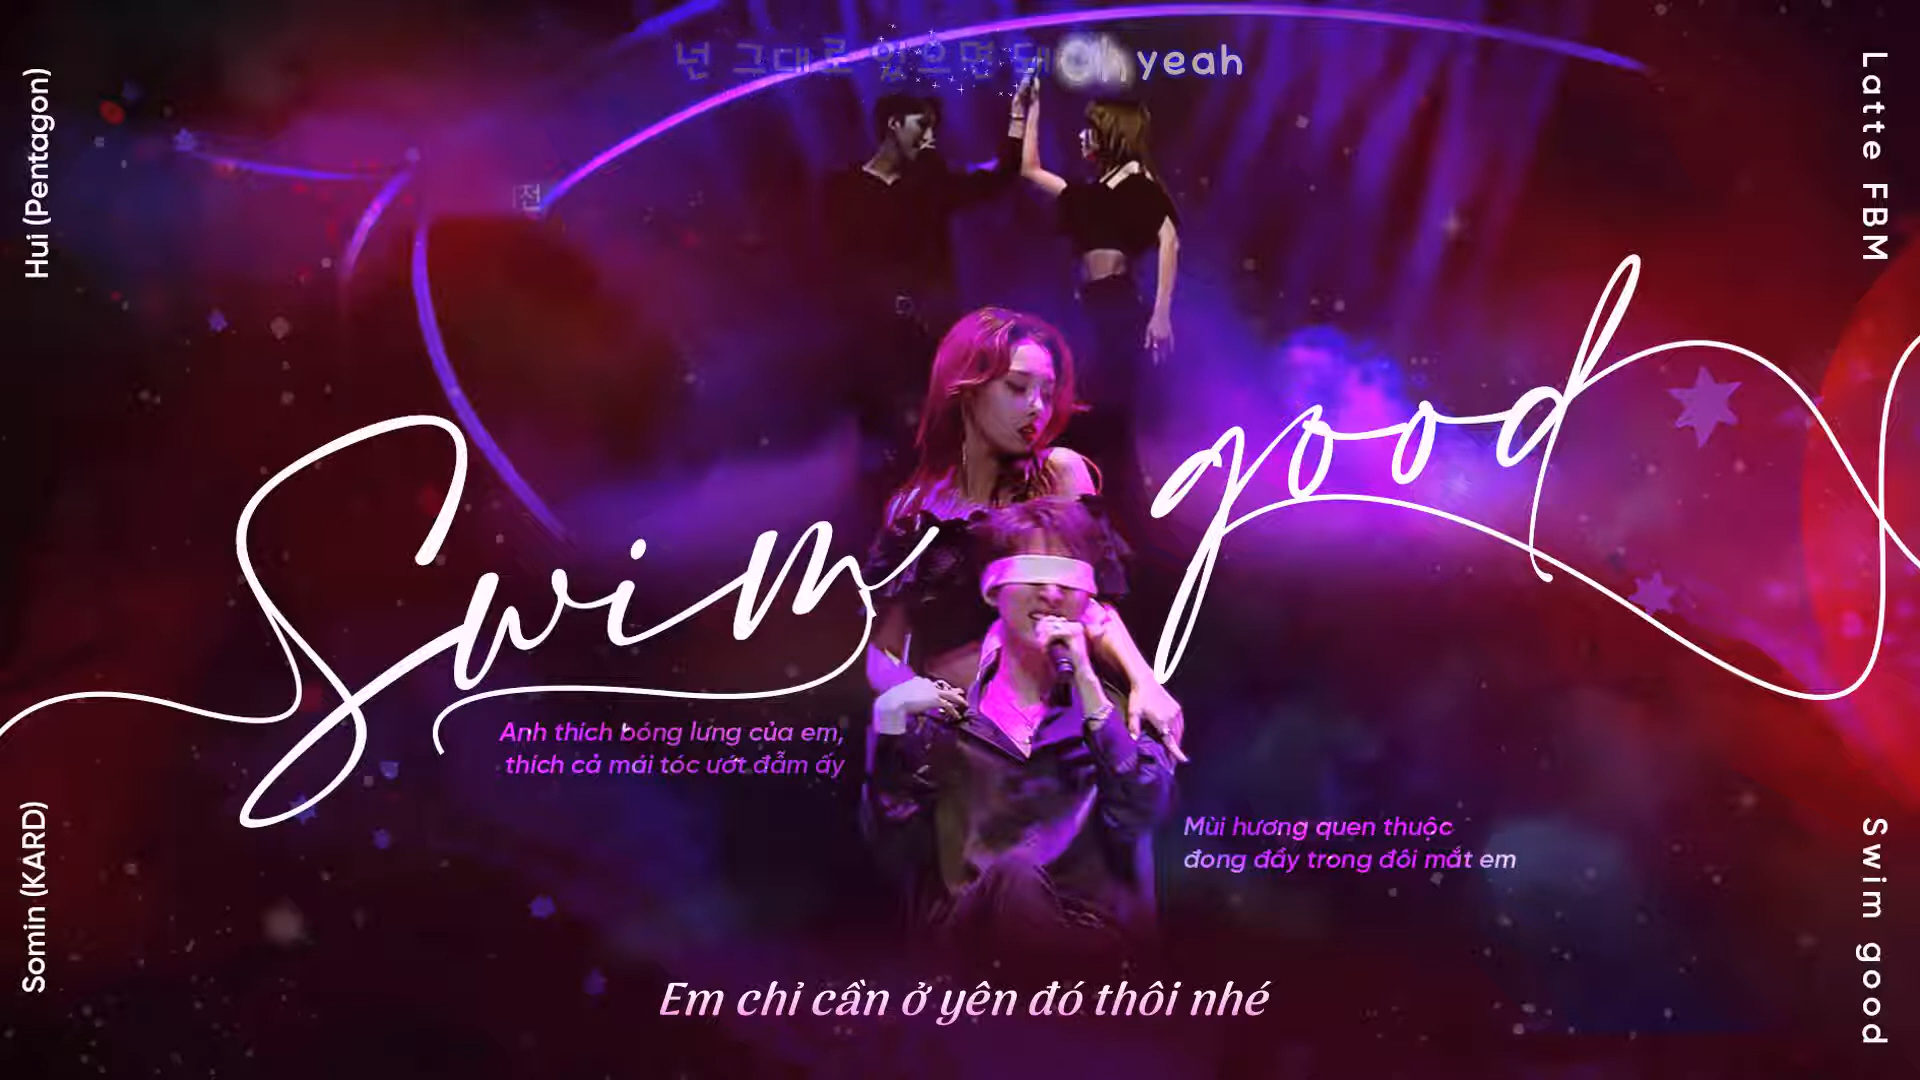 넌 그대로 있으면 돼 Oh yeah
Hui (Pentagon)
Latte FBM
전
Swim good
Anh thích bóng lưng của em,
thích cả mái tóc ướt đẫm ấy
Mùi hương quen thuộc
đong đầy trong đôi mắt em
Somin (KARD)
Swim good
Em chỉ cần ở yên đó thôi nhé